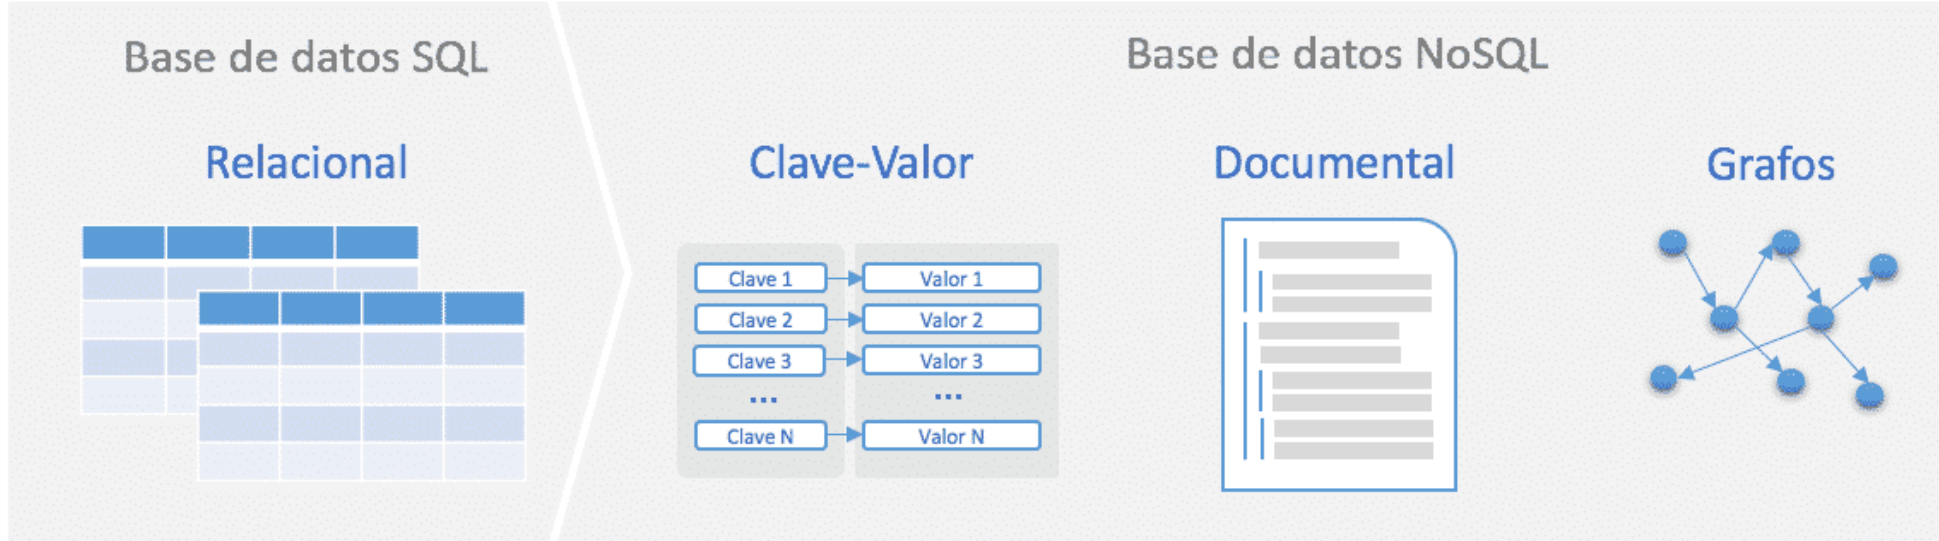 Base de datos SQL
Base de datos NoSQL
Relacional
Clave-Valor
Documental
Grafos
Clave 1
Valor 1
Clave 2
Valor 2
Clave 3
Valor 3
...
...
Clave N
Valor N